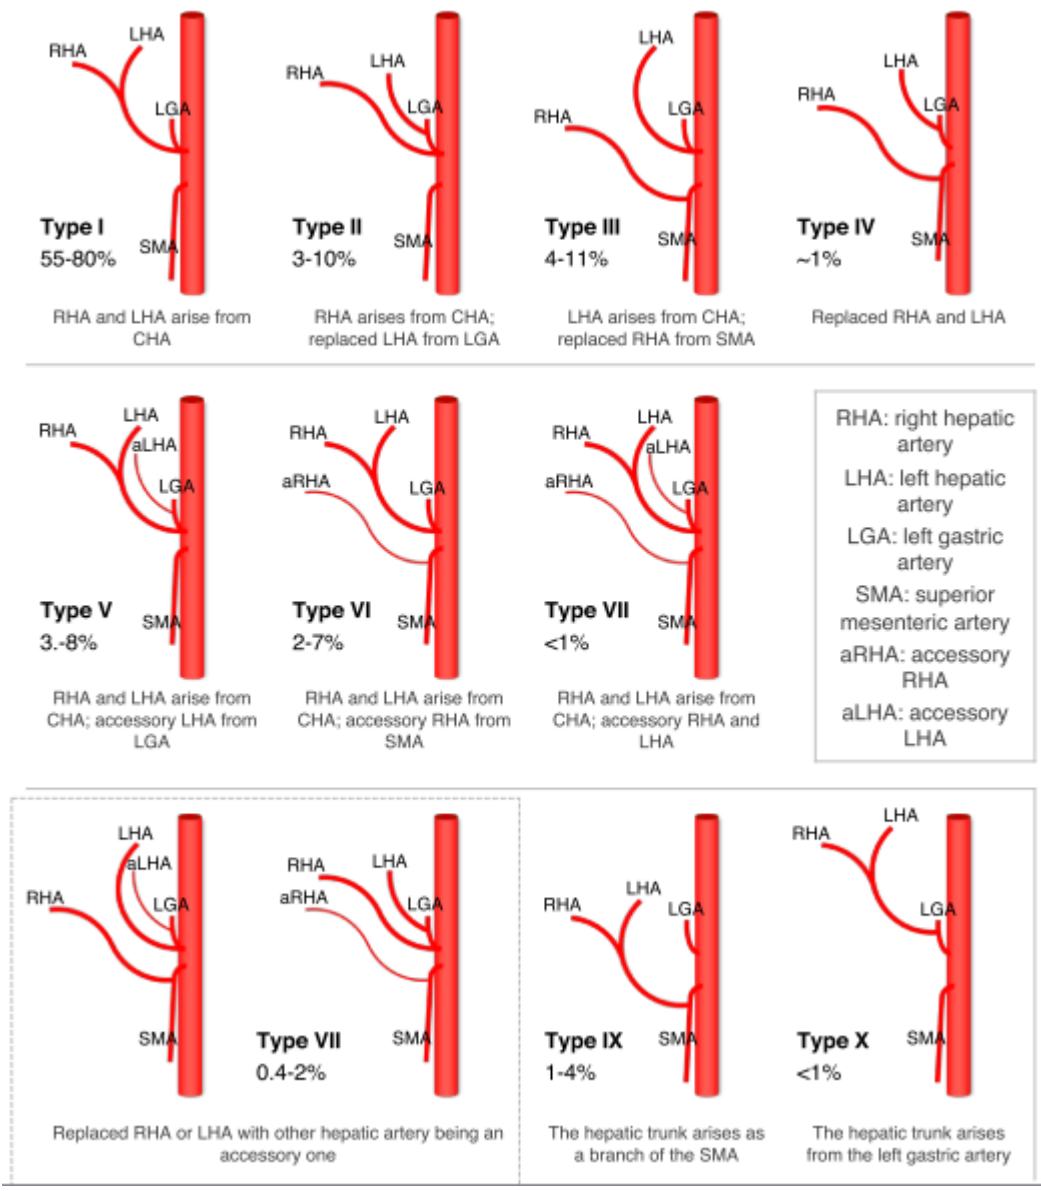 LHA
RHA
LGA
Type I
SMA
55-80%
RHA and LHA arise from
CHA
LHA
RHA
LGA
Type II
SMA
3-10%
RHA arises from CHA;
replaced LHA from LGA
LHA
LGA
RHA
Type III
SMA
4-11%
LHA arises from CHA;
replaced RHA from SMA
LHA
RHA
LGA
Type IV
SMA
~1%
Replaced RHA and LHA
LHA
RHA
aLHA
LGA
Type V
SMA
3.-8%
RHA and LHA arise from
CHA; accessory LHA from
LGA
LHA
RHA
aRHA
LGA
Type VI
SMA
2-7%
RHA and LHA arise from
CHA; accessory RHA from
SMA
LHA
RHA
aLHA
aRHA
LGA
Type VII
SMA
<1%
RHA and LHA arise from
CHA; accessory RHA and
LHA
RHA: right hepatic
artery
LHA: left hepatic
artery
LGA: left gastric
artery
SMA: superior
mesenteric artery
aRHA: accessory
RHA
aLHA: accessory
LHA
LHA
aLHA
RHA
LGA
SMA
LHA
RHA
aRHA
LGA
Type VII
SMA
0.4-2%
Replaced RHA or LHA with other hepatic artery being an
accessory one
LHA
RHA
LGA
Type IX
SMA
1-4%
The hepatic trunk arises as
a branch of the SMA
LHA
RHA
LGA
Type X
SMA
<1%
The hepatic trunk arises
from the left gastric artery